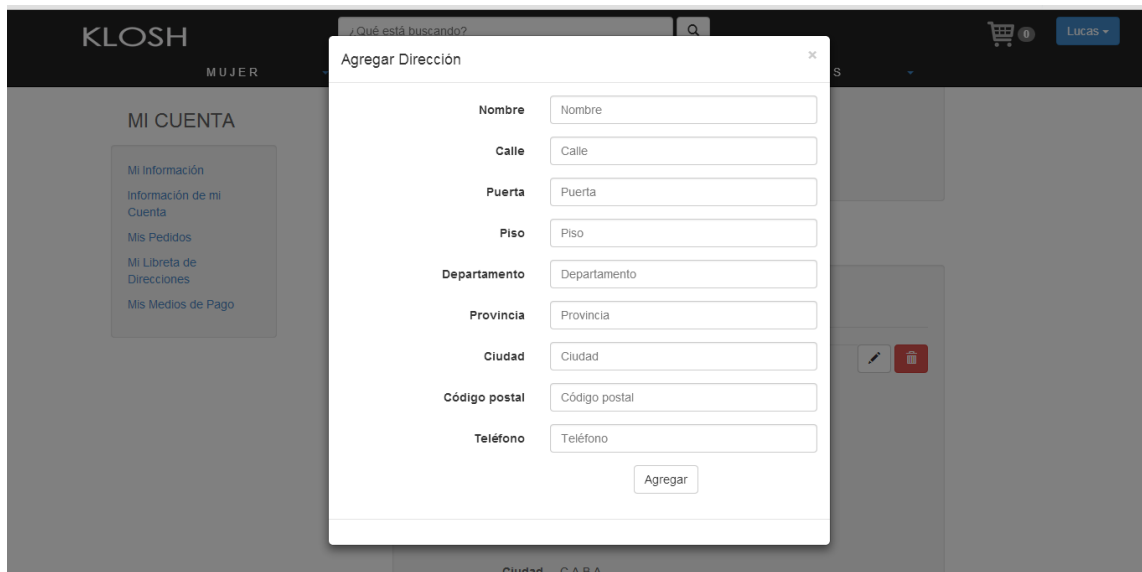 KLOSH
¿Qué está buscando?
0
Lucas
MUJER
S
MI CUENTA
Mi Información
Información de mi
Cuenta
Mis Pedidos
Mi Libreta de
Direcciones
Mis Medios de Pago
Agregar Dirección
×
Nombre Nombre
Calle Calle
Puerta Puerta
Piso Piso
Departamento Departamento
Provincia Provincia
Ciudad Ciudad
Código postal Código postal
Teléfono Teléfono
Agregar
Ciudad C.A.B.A.